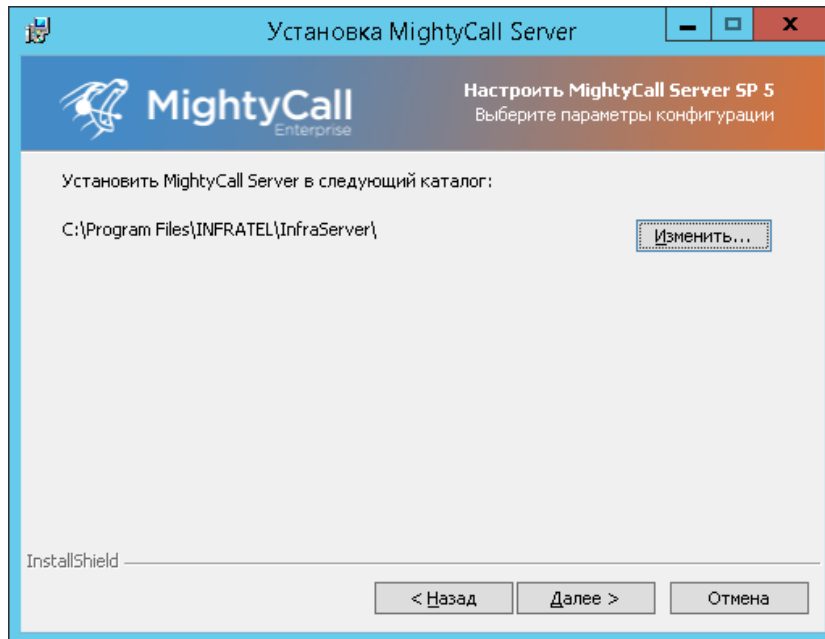 Установка MightyCall Server
MightyCall
Enterprise
Настроить MightyCall Server SP 5
Выберите параметры конфигурации
Установить MightyCall Server в следующий каталог:
C:\Program Files\INFRATEL\InfraServer\
Изменить...
InstallShield
< Назад
Далее >
Отмена